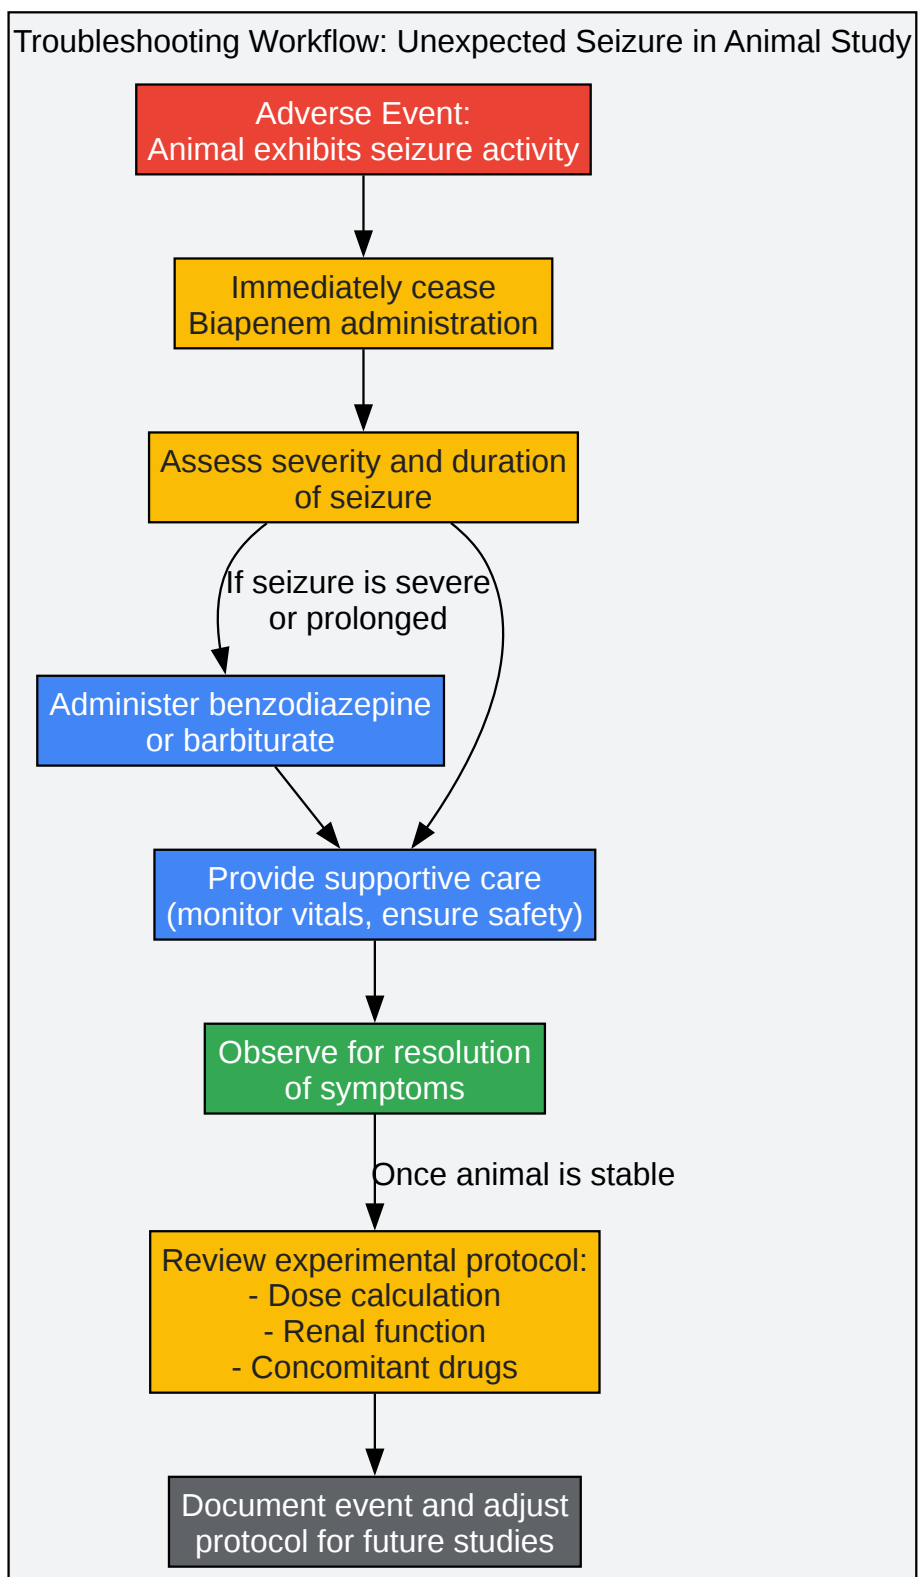 Troubleshooting Workflow: Unexpected Seizure in Animal Study
Adverse Event:
Animal exhibits seizure activity
Immediately cease
Biapenem administration
Assess severity and duration
of seizure
If seizure is severe
or prolonged
Administer benzodiazepine
or barbiturate
Provide supportive care
(monitor vitals, ensure safety)
Observe for resolution
of symptoms
Once animal is stable
Review experimental protocol:
- Dose calculation
- Renal function
- Concomitant drugs
Document event and adjust
protocol for future studies